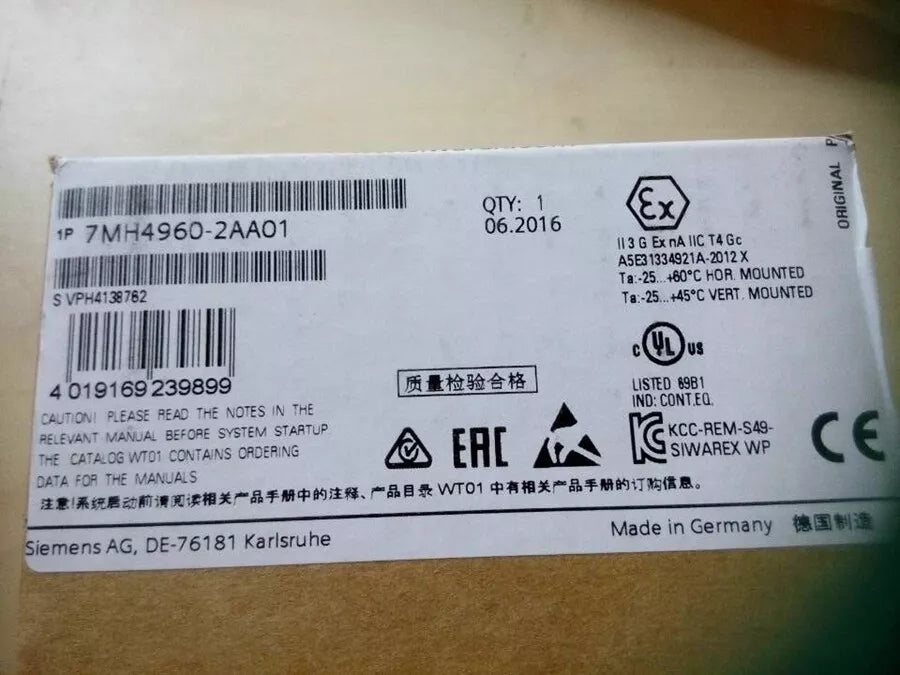 1P 7MH4960-2AA01
S VPH4138762
4 019169 239899
CAUTION! PLEASE READ THE NOTES IN THE
RELEVANT MANUAL BEFORE SYSTEM STARTUP.
THE CATALOG WT01 CONTAINS ORDERING
DATA FOR THE MANUALS
注意!系统启动前请阅读相关产品手册中的注释、产品目录 WT01 中有相关产品手册的订购信息。
QTY: 1
06.2016
质量检验合格
EAC
Ex
II 3 G Ex nA IIC T4 Gc
A5E31334921A-2012 X
Ta:-25...+60°C HOR. MOUNTED
Ta:-25...+45°C VERT. MOUNTED
c UL US
LISTED 69B1
IND: CONT.EQ.
KCC-REM-S49-
SIWAREX WP
CE
ORIGINAL
Siemens AG, DE-76181 Karlsruhe
Made in Germany 德国制造